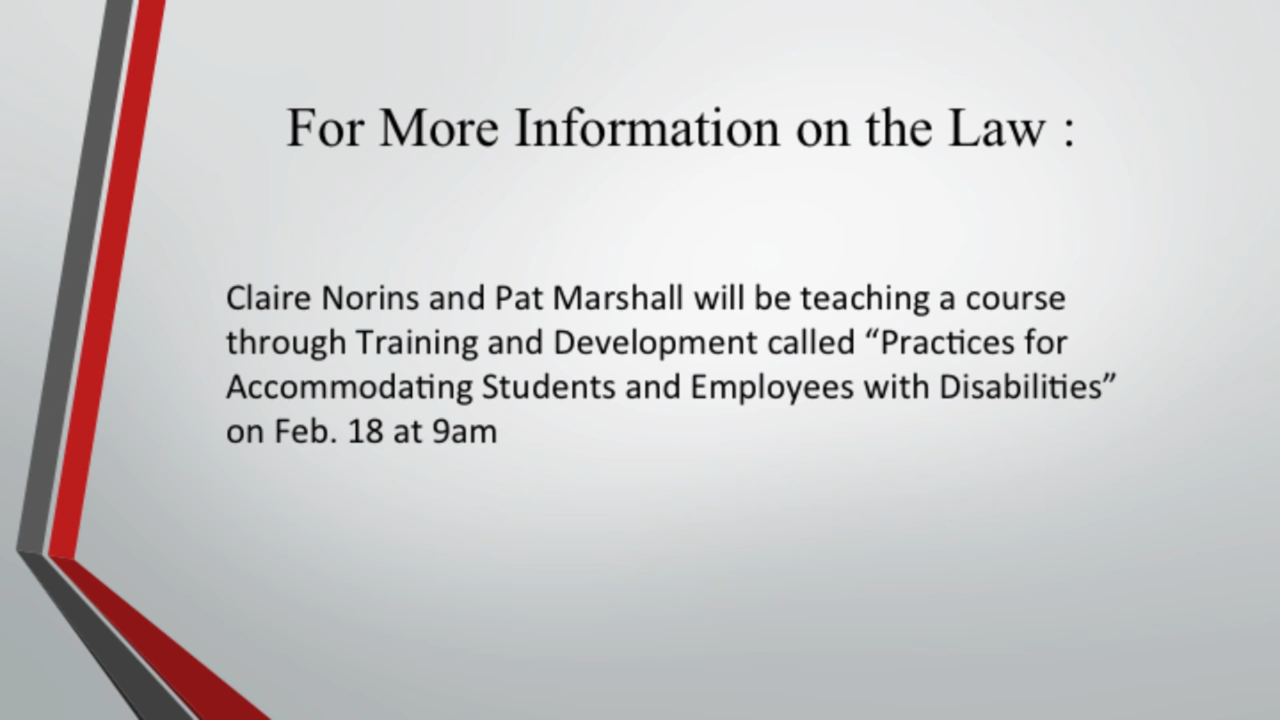 For More Information on the Law :
Claire Norins and Pat Marshall will be teaching a course
through Training and Development called “Practices for
Accommodating Students and Employees with Disabilities”
on Feb. 18 at 9am